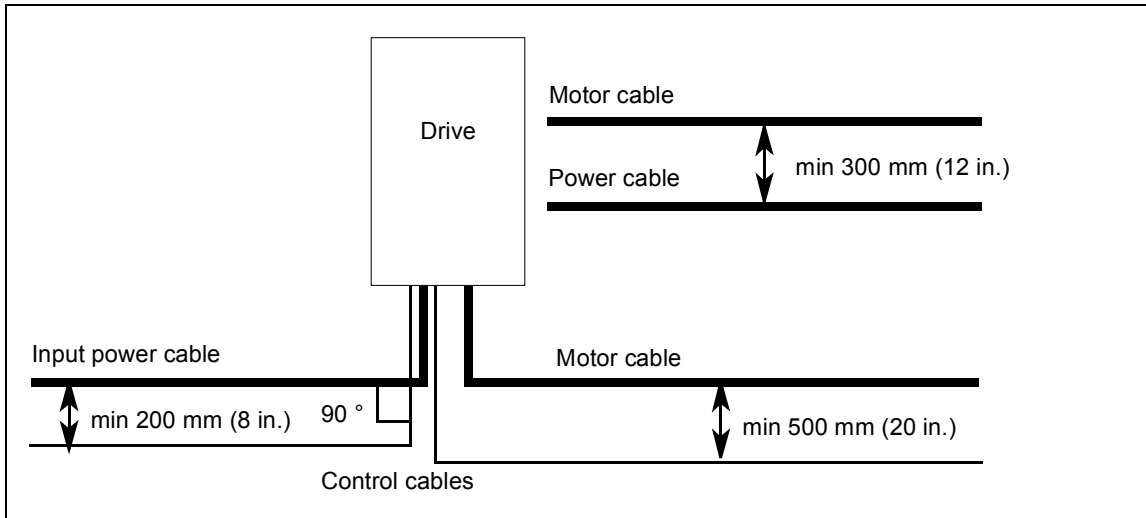 Drive
Motor cable
min 300 mm (12 in.)
Power cable
Input power cable
Motor cable
min 200 mm (8 in.)
90 °
min 500 mm (20 in.)
Control cables